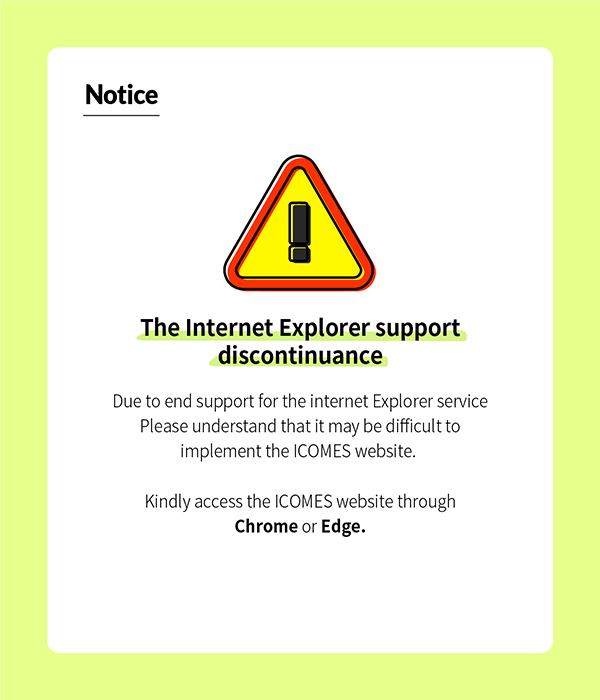 Notice
The Internet Explorer support
discontinuance
Due to end support for the internet Explorer service
Please understand that it may be difficult to
implement the ICOMES website.
Kindly access the ICOMES website through
Chrome or Edge.